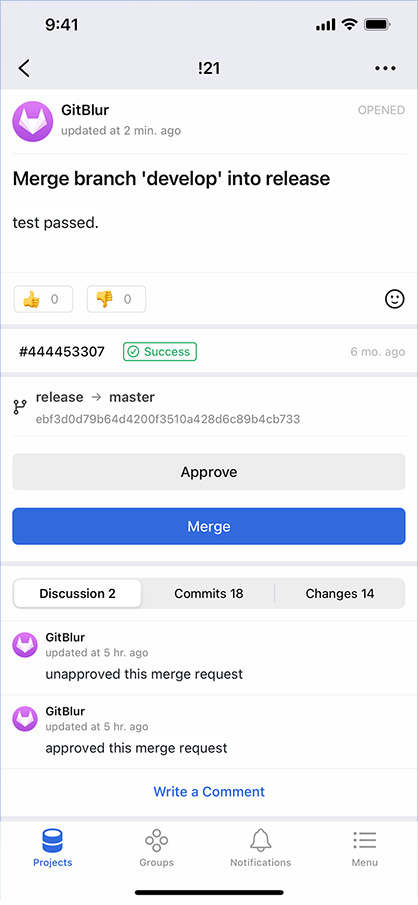 9:41
!21
GitBlur
OPENED
updated at 2 min. ago
Merge branch 'develop' into release
test passed.
👍 0 👎 0
#444453307 Success 6 mo. ago
release → master
ebf3d0d79b64d4200f3510a428d6c89b4cb733
Approve
Merge
Discussion 2 Commits 18 Changes 14
GitBlur
updated at 5 hr. ago
unapproved this merge request
GitBlur
updated at 5 hr. ago
approved this merge request
Write a Comment
Projects Groups Notifications Menu